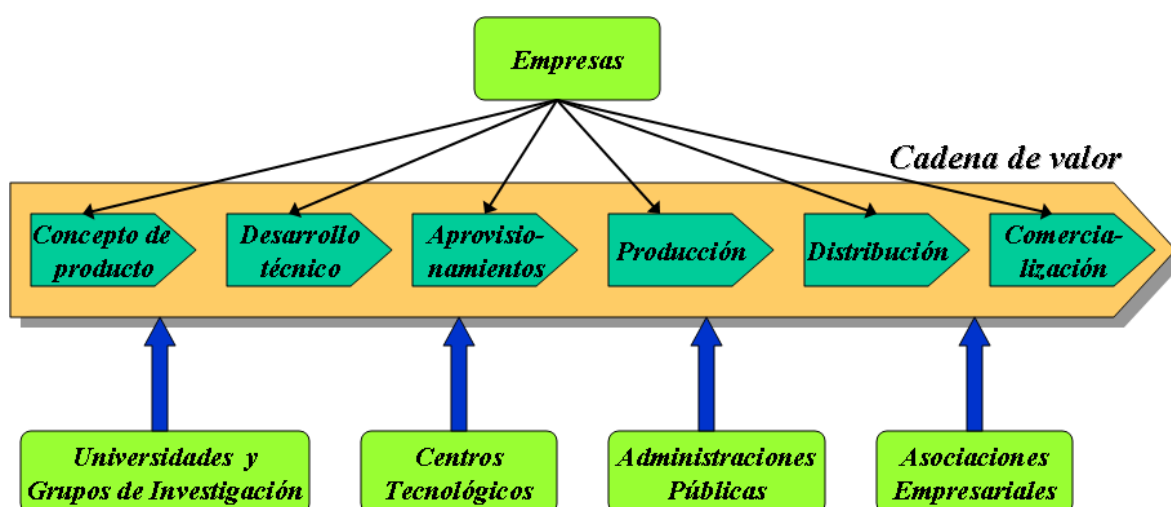 Empresas
Cadena de valor
Concepto de
producto
Desarrollo
técnico
Aprovisio-
namientos
Producción
Distribución
Comercia-
lización
Universidades y
Grupos de Investigación
Centros
Tecnológicos
Administraciones
Públicas
Asociaciones
Empresariales